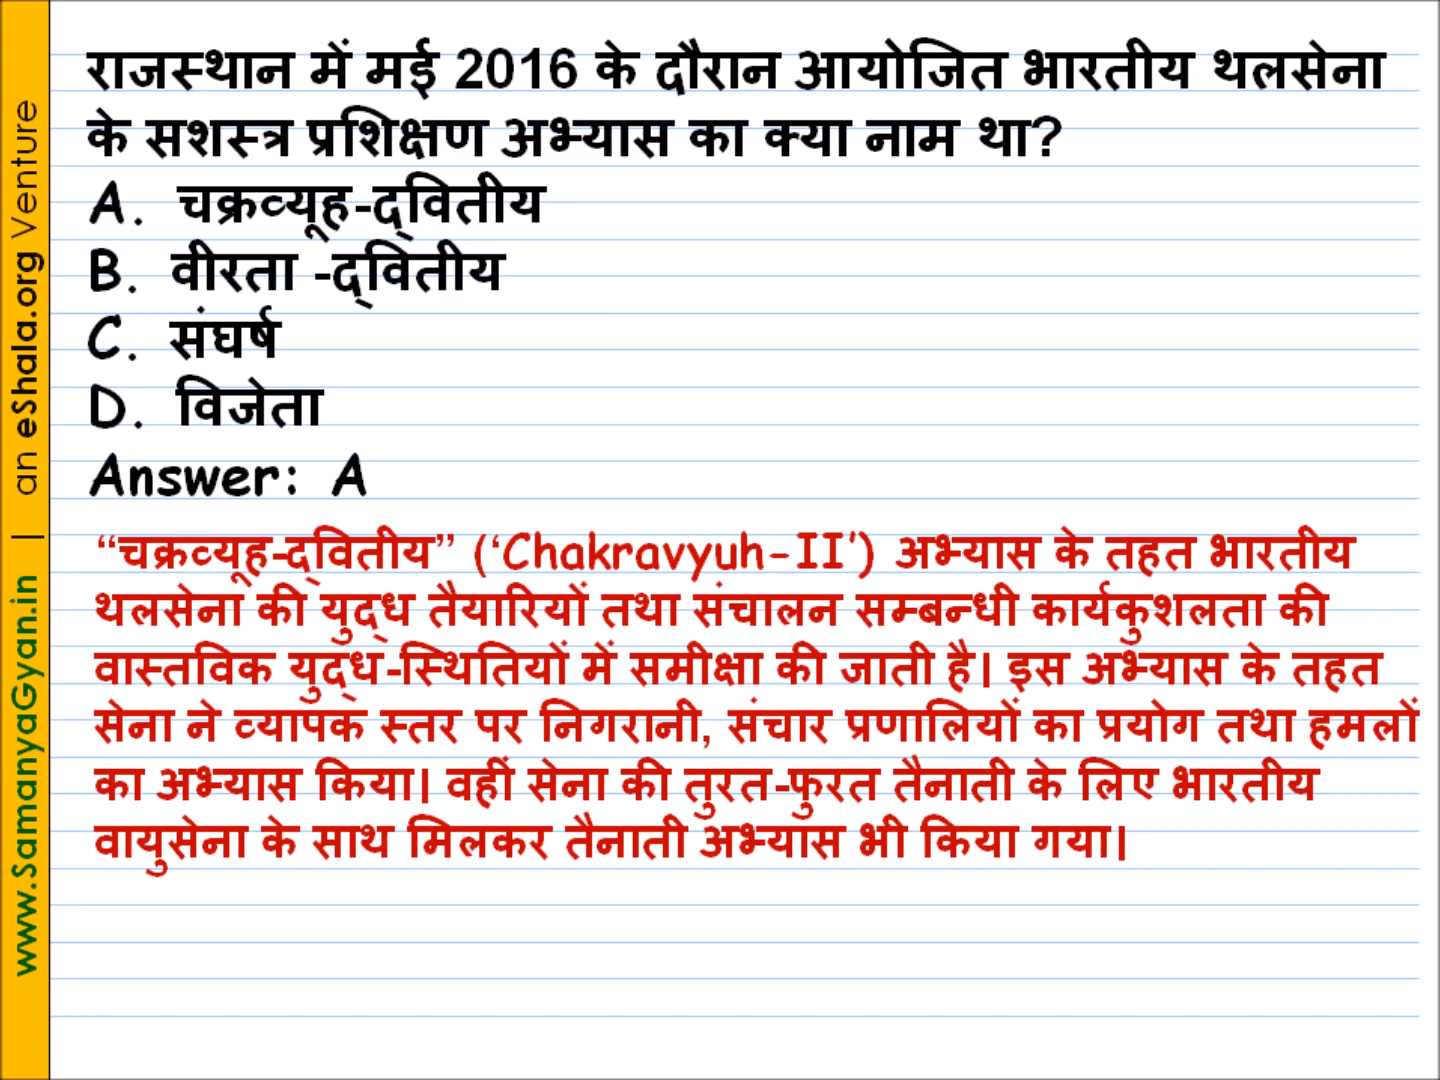 राजस्थान में मई 2016 के दौरान आयोजित भारतीय थलसेना
के सशस्त्र प्रशिक्षण अभ्यास का क्या नाम था?
A. चक्रव्यूह-द्वितीय
B. वीरता -द्वितीय
C. संघर्ष
D. विजेता
Answer: A
“चक्रव्यूह-द्वितीय” (‘Chakravyuh-II’) अभ्यास के तहत भारतीय
थलसेना की युद्ध तैयारियों तथा संचालन सम्बन्धी कार्यकुशलता की
वास्तविक युद्ध-स्थितियों में समीक्षा की जाती है। इस अभ्यास के तहत
सेना ने व्यापक स्तर पर निगरानी, संचार प्रणालियों का प्रयोग तथा हमलों
का अभ्यास किया। वहीं सेना की तुरत-फुरत तैनाती के लिए भारतीय
वायुसेना के साथ मिलकर तैनाती अभ्यास भी किया गया।
www.SamanyaGyan.in | an eShala.org Venture